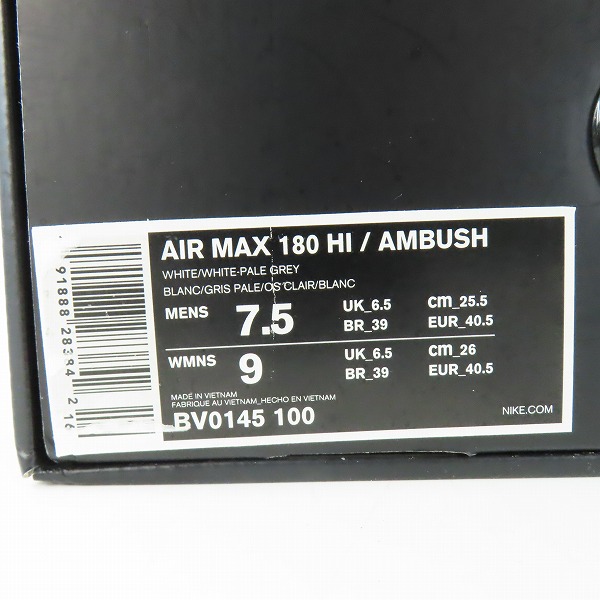 AIR MAX 180 HI / AMBUSH
WHITE/WHITE-PALE GREY
BLANC/GRIS PALE/OS CLAIR/BLANC
MENS 7.5 UK_6.5 cm_25.5
BR_39 EUR_40.5
WMNS 9 UK_6.5 cm_26
BR_39 EUR_40.5
MADE IN VIETNAM
FABRIQUE AU VIETNAM_HECHO EN VIETNAM
BV0145 100
NIKE.COM